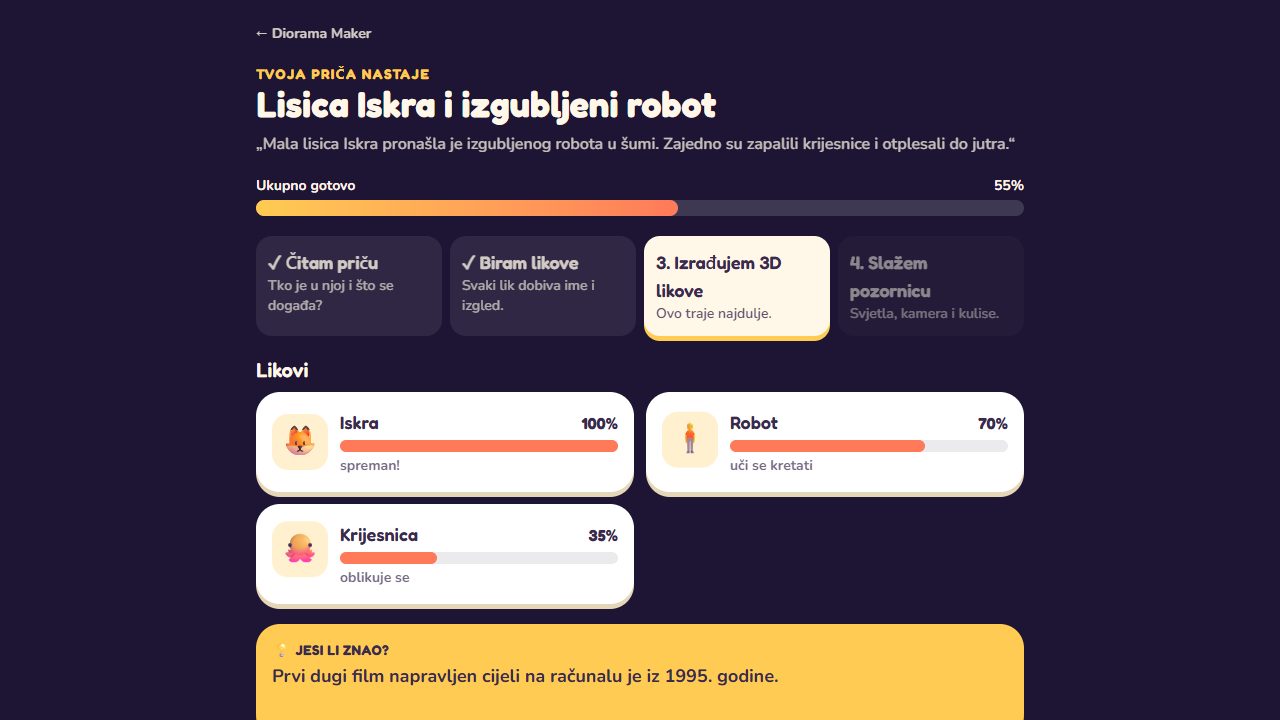 ← Diorama Maker
TVOJA PRIČA NASTAJE
Lisica Iskra i izgubljeni robot
„Mala lisica Iskra pronašla je izgubljenog robota u šumi. Zajedno su zapalili krijesnice i otplesali do jutra.“
Ukupno gotovo 55%
✓ Čitam priču
Tko je u njoj i što se
događa?
✓ Biram likove
Svaki lik dobiva ime i
izgled.
3. Izrađujem 3D
likove
Ovo traje najdulje.
4. Slažem
pozornicu
Svjetla, kamera i kulise.
Likovi
Iskra 100%
spreman!
Robot 70%
uči se kretati
Krijesnica 35%
oblikuje se
💡 JESI LI ZNAO?
Prvi dugi film napravljen cijeli na računalu je iz 1995. godine.